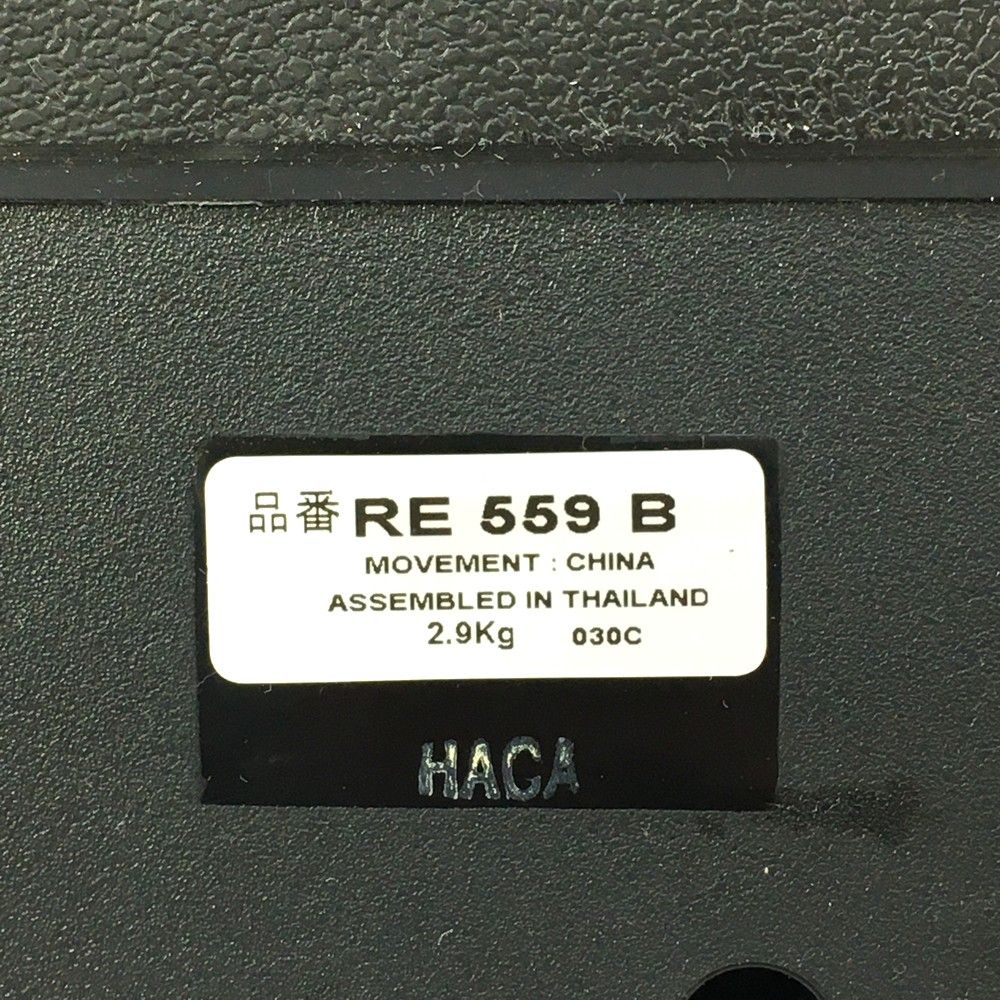 品番 RE 559 B
MOVEMENT : CHINA
ASSEMBLED IN THAILAND
2.9Kg 030C
HACA